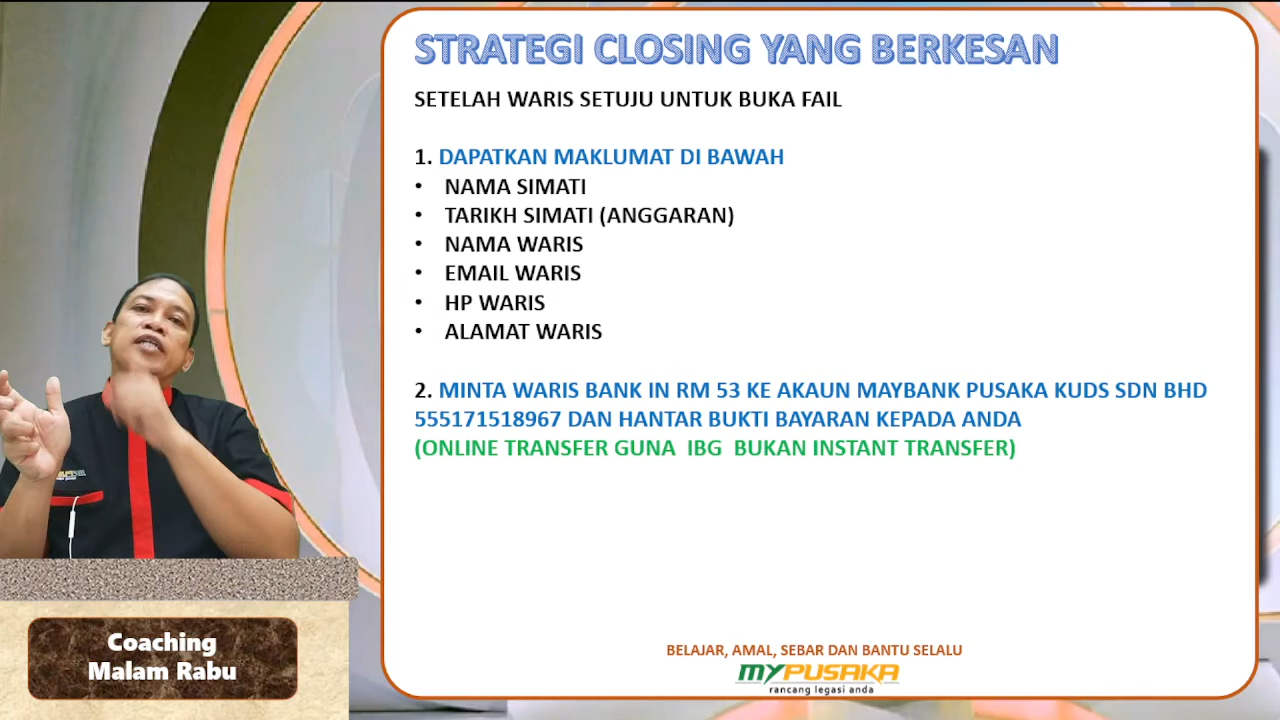 STRATEGI CLOSING YANG BERKESAN
SETELAH WARIS SETUJU UNTUK BUKA FAIL
1. DAPATKAN MAKLUMAT DI BAWAH
• NAMA SIMATI
• TARIKH SIMATI (ANGGARAN)
• NAMA WARIS
• EMAIL WARIS
• HP WARIS
• ALAMAT WARIS
2. MINTA WARIS BANK IN RM 53 KE AKAUN MAYBANK PUSAKA KUDS SDN BHD
555171518967 DAN HANTAR BUKTI BAYARAN KEPADA ANDA
(ONLINE TRANSFER GUNA IBG BUKAN INSTANT TRANSFER)
BELAJAR, AMAL, SEBAR DAN BANTU SELALU
MYPUSAKA
rancang legasi anda
Coaching
Malam Rabu